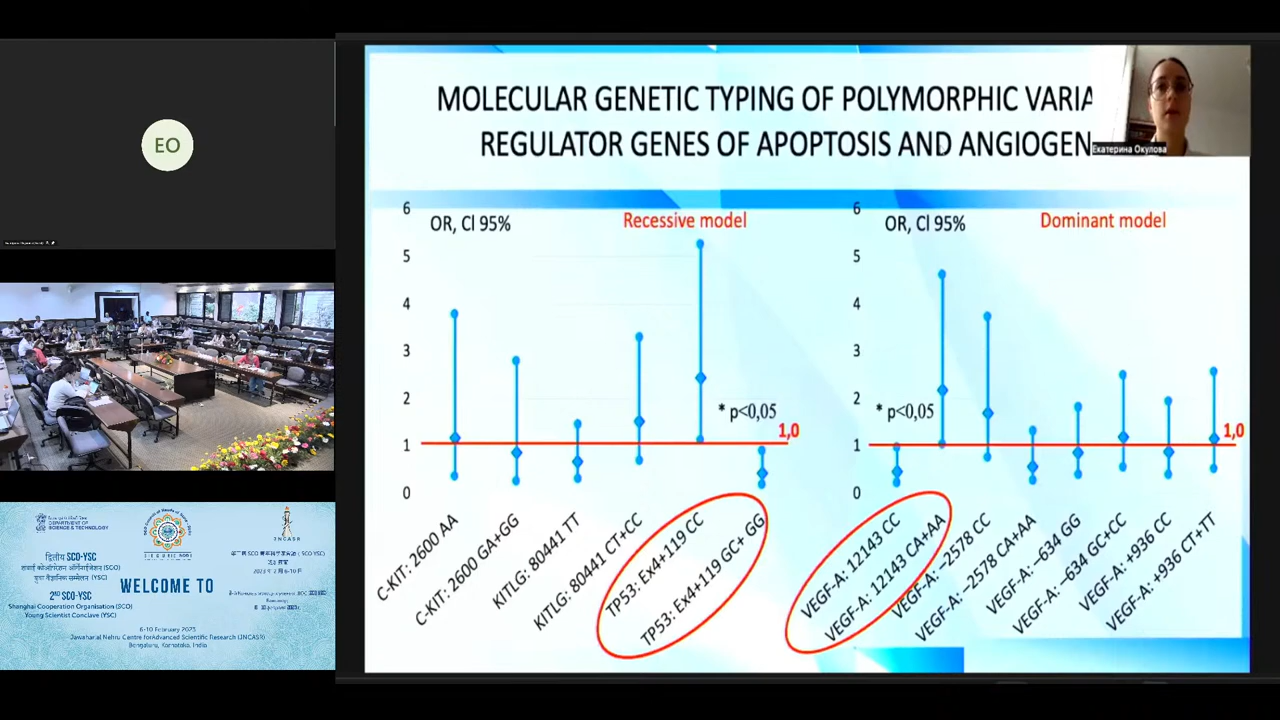 EO
MOLECULAR GENETIC TYPING OF POLYMORPHIC VARIA
REGULATOR GENES OF APOPTOSIS AND ANGIOGEN
Екатерина Окулова
OR, CI 95%
Recessive model
6
5
4
3
2
1
0
* p<0,05
1,0
C-KIT: -2600 AA
C-KIT: -2600 GA+GG
KITLG: 80441 TT
KITLG: 80441 CT+CC
TP53: Ex4+119 CC
TP53: Ex4+119 GC+ GG
OR, CI 95%
Dominant model
6
5
4
3
2
1
0
* p<0,05
1,0
VEGF-A: 12143 CC
VEGF-A: 12143 CA+AA
VEGF-A: –2578 CC
VEGF-A: –2578 CA+AA
VEGF-A: –634 GG
VEGF-A: –634 GC+CC
VEGF-A: +936 CC
VEGF-A: +936 CT+TT
DEPARTMENT OF
SCIENCE & TECHNOLOGY
JNCASR
द्वितीय SCO-YSC
WELCOME TO
2ND SCO-YSC
Shanghai Cooperation Organisation (SCO)
Young Scientist Conclave (YSC)
6-10 February 2023
Jawaharlal Nehru Centre for Advanced Scientific Research (JNCASR)
Bengaluru, Karnataka, India